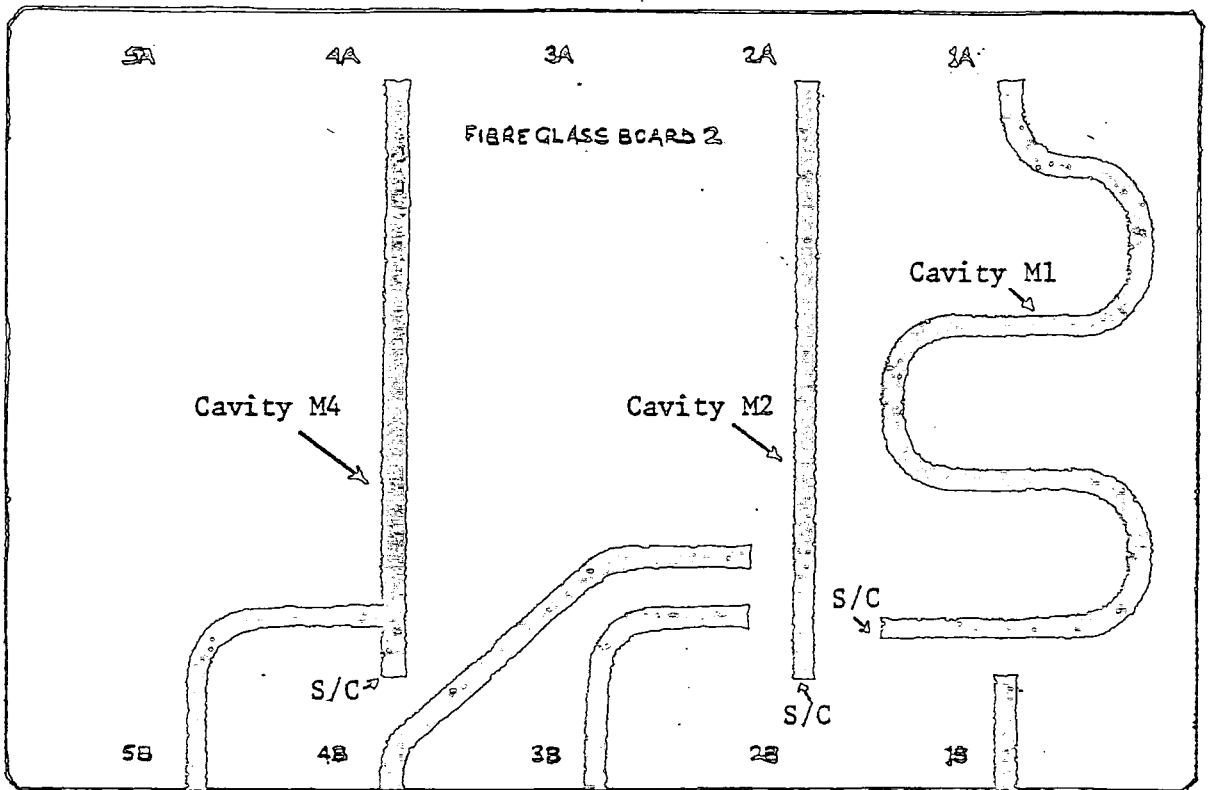 5A 4A 3A 2A 1A
FIBREGLASS BOARD 2
Cavity M1
Cavity M4 Cavity M2
S/C
S/C
S/C
5B 4B 3B 2B 1B